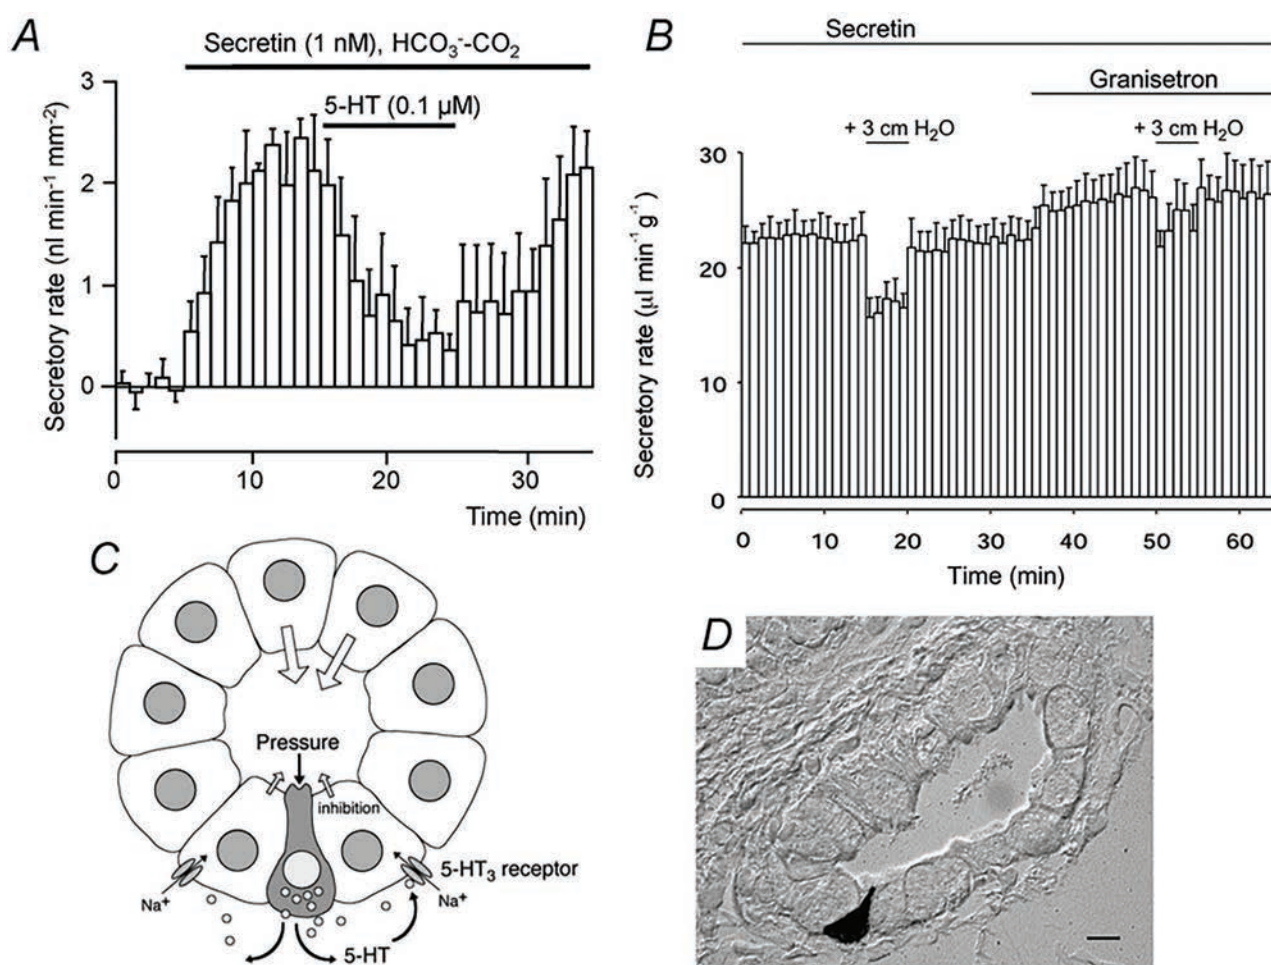 A
Secretin (1 nM), HCO₃⁻-CO₂
5-HT (0.1 µM)
Secretory rate (nl min⁻¹ mm⁻²)
3
2
1
0
0 10 20 30
Time (min)
B
Secretin
Granisetron
+ 3 cm H₂O + 3 cm H₂O
Secretory rate (µl min⁻¹ g⁻¹)
30
20
10
0
0 10 20 30 40 50 60
Time (min)
C
Pressure
inhibition
5-HT₃ receptor
Na⁺ Na⁺
5-HT
D